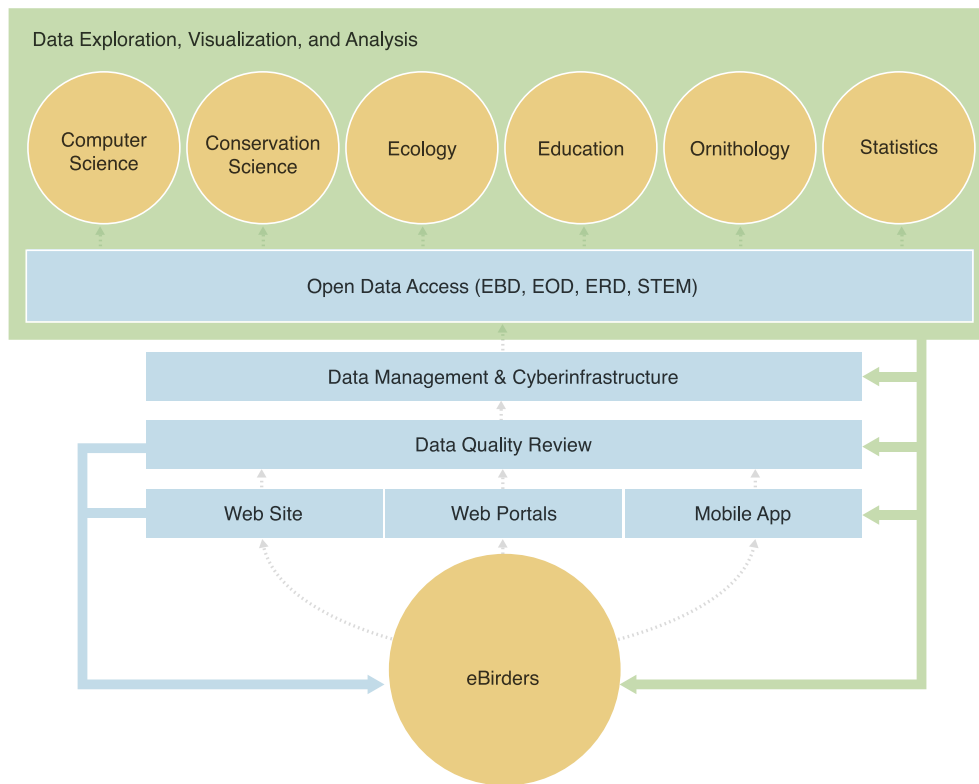 Data Exploration, Visualization, and Analysis
Computer
Science
Conservation
Science
Ecology
Education
Ornithology
Statistics
Open Data Access (EBD, EOD, ERD, STEM)
Data Management & Cyberinfrastructure
Data Quality Review
Web Site
Web Portals
Mobile App
eBirders